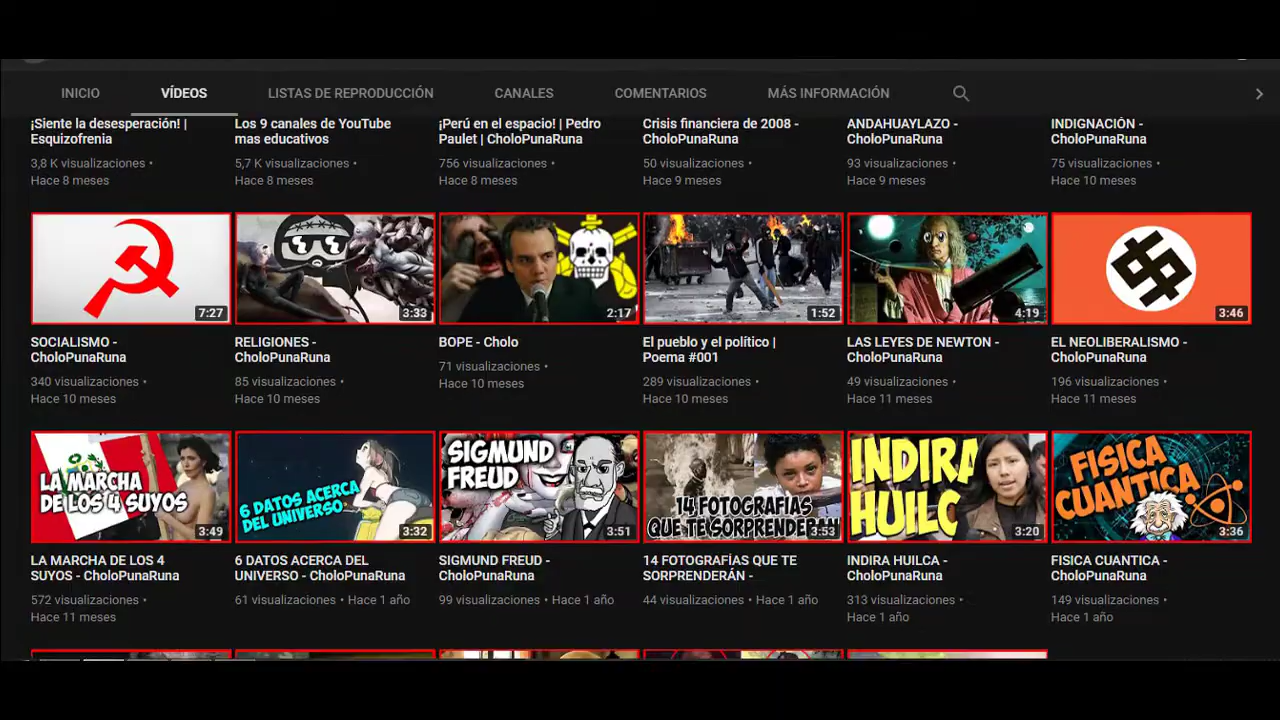 INICIO VÍDEOS LISTAS DE REPRODUCCIÓN CANALES COMENTARIOS MÁS INFORMACIÓN
¡Siente la desesperación! | Los 9 canales de YouTube ¡Perú en el espacio! | Pedro Crisis financiera de 2008 - ANDAHUAYLAZO - INDIGNACIÓN -
Esquizofrenia mas educativos Paulet | CholoPunaRuna CholoPunaRuna CholoPunaRuna CholoPunaRuna
3,8 K visualizaciones • 5,7 K visualizaciones • 756 visualizaciones • 50 visualizaciones • 93 visualizaciones • 75 visualizaciones •
Hace 8 meses Hace 8 meses Hace 8 meses Hace 9 meses Hace 9 meses Hace 10 meses
7:27 3:33 2:17 1:52 4:19 3:46
SOCIALISMO - RELIGIONES - BOPE - Cholo El pueblo y el político | LAS LEYES DE NEWTON - EL NEOLIBERALISMO -
CholoPunaRuna CholoPunaRuna Poema #001 CholoPunaRuna CholoPunaRuna
340 visualizaciones • 85 visualizaciones • 71 visualizaciones • 289 visualizaciones • 49 visualizaciones • 196 visualizaciones •
Hace 10 meses Hace 10 meses Hace 10 meses Hace 10 meses Hace 11 meses Hace 11 meses
LA MARCHA
DE LOS 4 SUYOS
3:49
6 DATOS ACERCA
DEL UNIVERSO
3:32
SIGMUND
FREUD
3:51
14 FOTOGRAFIAS
QUE TE SORPRENDERAN
3:53
INDIRA
HUILC
3:20
FISICA
CUANTICA
3:36
LA MARCHA DE LOS 4 6 DATOS ACERCA DEL SIGMUND FREUD - 14 FOTOGRAFÍAS QUE TE INDIRA HUILCA - FISICA CUANTICA -
SUYOS - CholoPunaRuna UNIVERSO - CholoPunaRuna CholoPunaRuna SORPRENDERÁN - CholoPunaRuna CholoPunaRuna
572 visualizaciones • 61 visualizaciones • Hace 1 año 99 visualizaciones • Hace 1 año 44 visualizaciones • Hace 1 año 313 visualizaciones • 149 visualizaciones •
Hace 11 meses Hace 1 año Hace 1 año